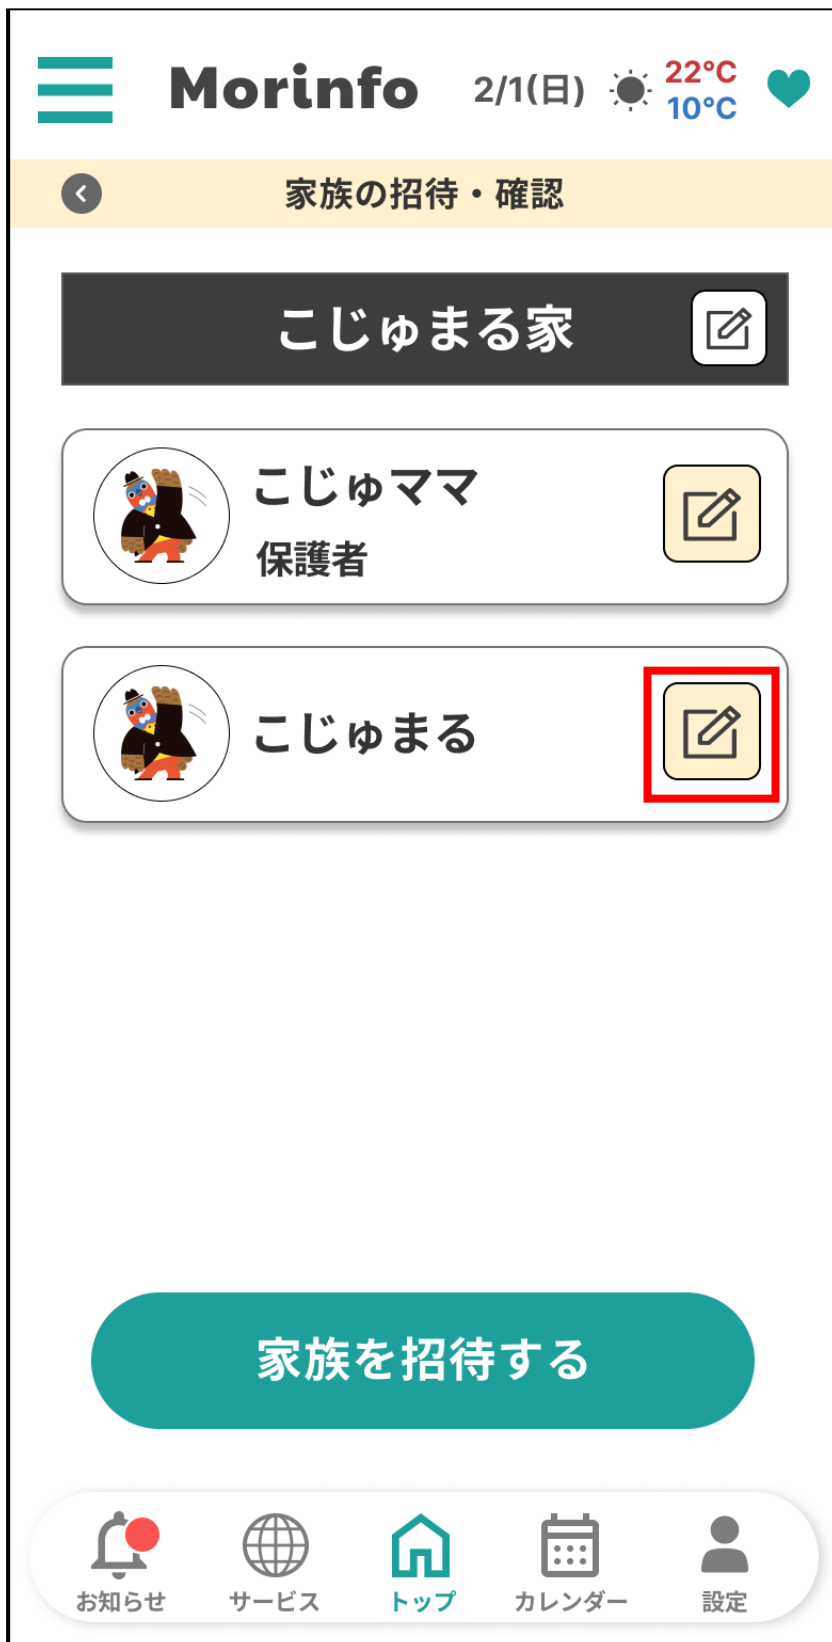 Morinfo 2/1(日) 22°C
10°C
家族の招待・確認
こじゅまる家
こじゅママ
保護者
こじゅまる
家族を招待する
お知らせ サービス トップ カレンダー 設定